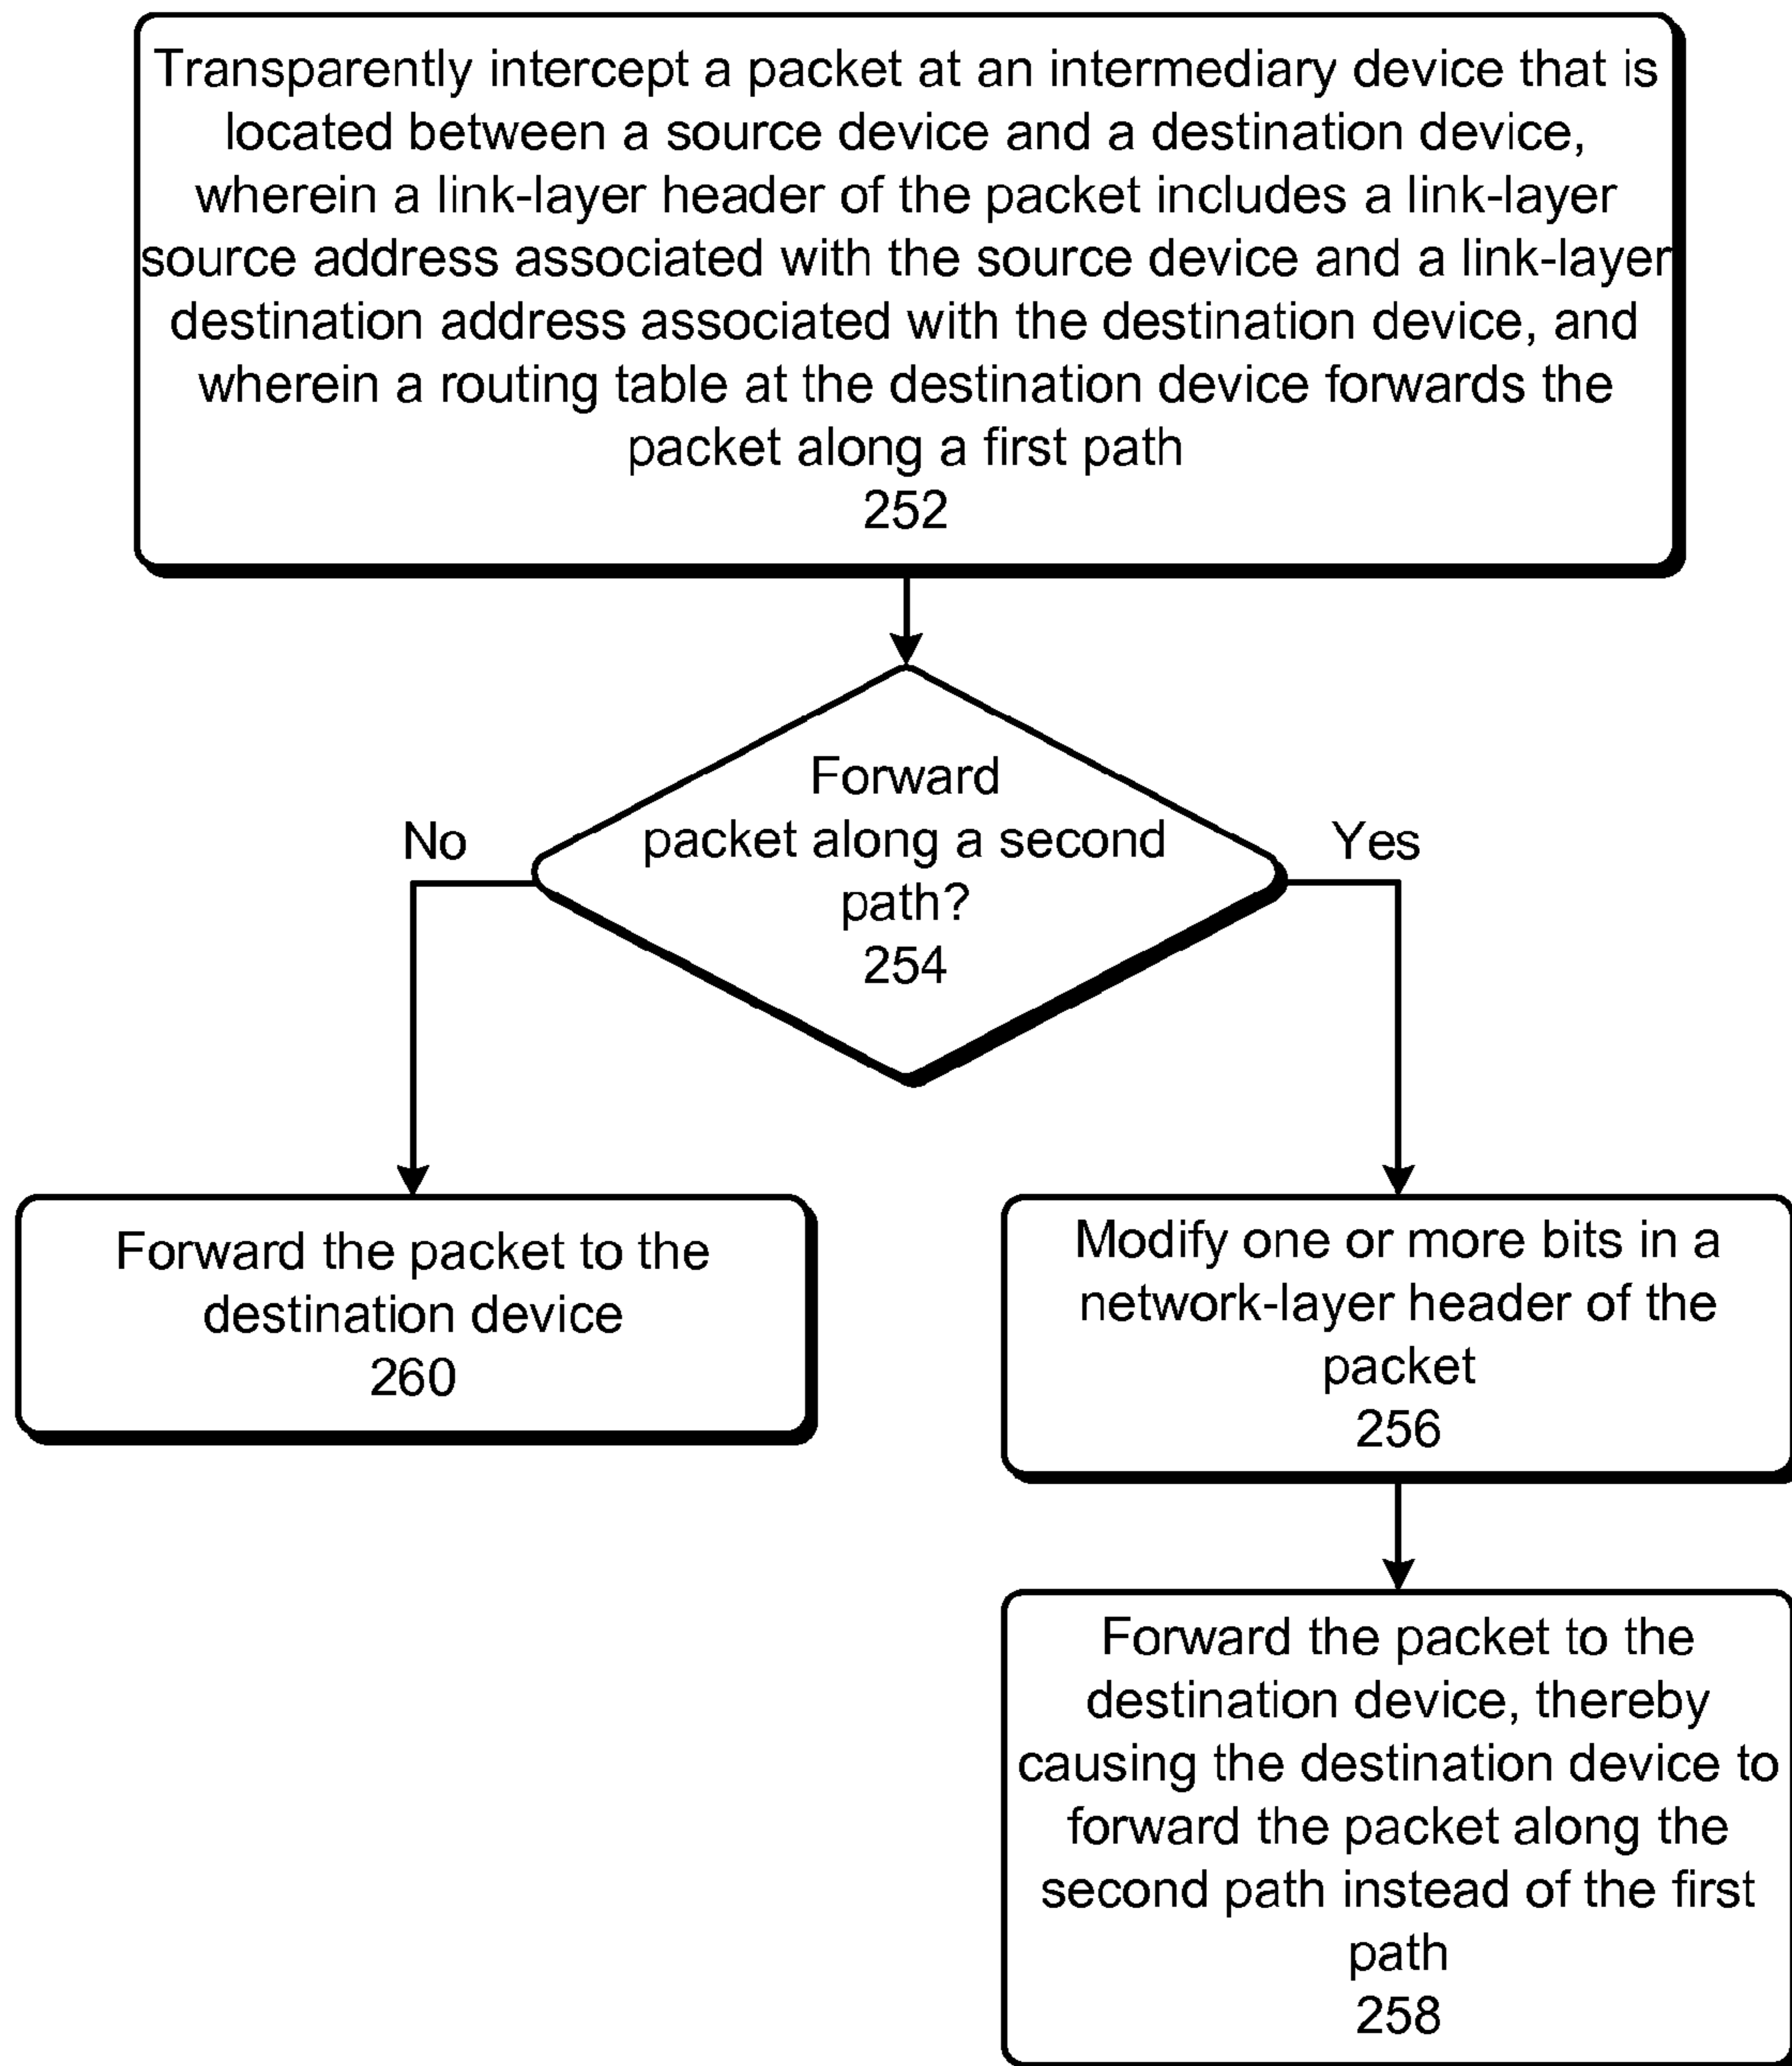 Transparently intercept a packet at an intermediary device that is
located between a source device and a destination device,
wherein a link-layer header of the packet includes a link-layer
source address associated with the source device and a link-layer
destination address associated with the destination device, and
wherein a routing table at the destination device forwards the
packet along a first path
252
Forward
packet along a second
path?
254
No
Yes
Forward the packet to the
destination device
260
Modify one or more bits in a
network-layer header of the
packet
256
Forward the packet to the
destination device, thereby
causing the destination device to
forward the packet along the
second path instead of the first
path
258